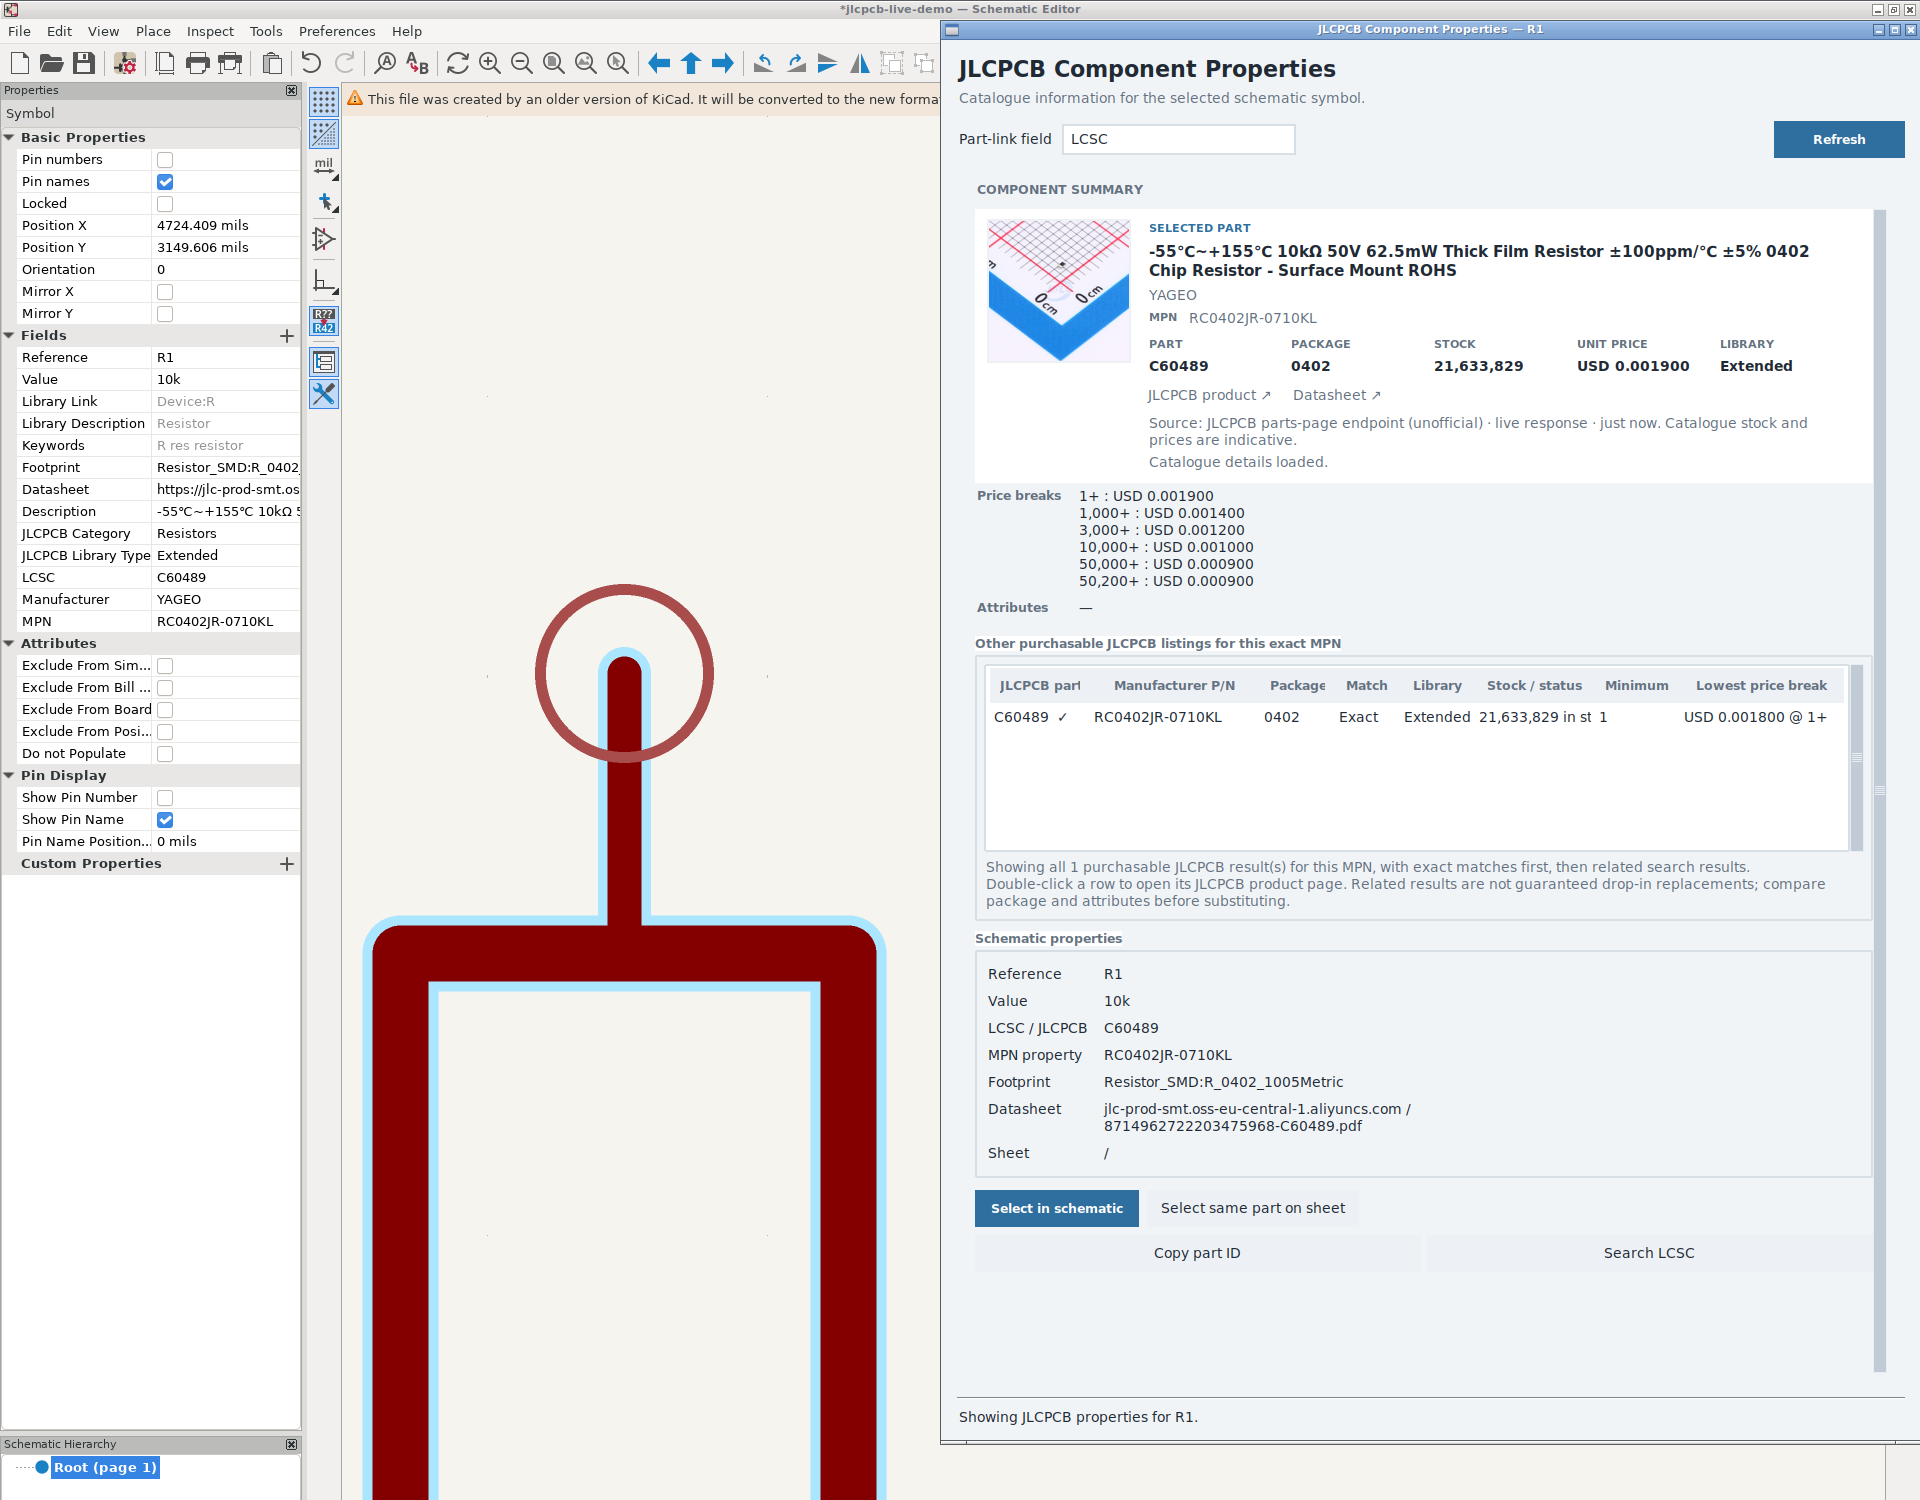 *jlcpcb-live-demo — Schematic Editor
File Edit View Place Inspect Tools Preferences Help
Properties
Symbol
Basic Properties
Pin numbers
Pin names
Locked
Position X 4724.409 mils
Position Y 3149.606 mils
Orientation 0
Mirror X
Mirror Y
Fields
Reference R1
Value 10k
Library Link Device:R
Library Description Resistor
Keywords R res resistor
Footprint Resistor_SMD:R_0402_
Datasheet https://jlc-prod-smt.os
Description -55℃~+155℃ 10kΩ 5
JLCPCB Category Resistors
JLCPCB Library Type Extended
LCSC C60489
Manufacturer YAGEO
MPN RC0402JR-0710KL
Attributes
Exclude From Sim...
Exclude From Bill ...
Exclude From Board
Exclude From Posi...
Do not Populate
Pin Display
Show Pin Number
Show Pin Name
Pin Name Position... 0 mils
Custom Properties
Schematic Hierarchy
Root (page 1)
mil
R??
R42
This file was created by an older version of KiCad. It will be converted to the new forma
JLCPCB Component Properties — R1
JLCPCB Component Properties
Catalogue information for the selected schematic symbol.
Part-link field LCSC Refresh
COMPONENT SUMMARY
0 cm 0 cm
SELECTED PART
-55℃~+155℃ 10kΩ 50V 62.5mW Thick Film Resistor ±100ppm/℃ ±5% 0402
Chip Resistor - Surface Mount ROHS
YAGEO
MPN RC0402JR-0710KL
PART PACKAGE STOCK UNIT PRICE LIBRARY
C60489 0402 21,633,829 USD 0.001900 Extended
JLCPCB product ↗ Datasheet ↗
Source: JLCPCB parts-page endpoint (unofficial) · live response · just now. Catalogue stock and
prices are indicative.
Catalogue details loaded.
Price breaks 1+ : USD 0.001900
1,000+ : USD 0.001400
3,000+ : USD 0.001200
10,000+ : USD 0.001000
50,000+ : USD 0.000900
50,200+ : USD 0.000900
Attributes —
Other purchasable JLCPCB listings for this exact MPN
JLCPCB part Manufacturer P/N Package Match Library Stock / status Minimum Lowest price break
C60489 ✓ RC0402JR-0710KL 0402 Exact Extended 21,633,829 in st 1 USD 0.001800 @ 1+
Showing all 1 purchasable JLCPCB result(s) for this MPN, with exact matches first, then related search results.
Double-click a row to open its JLCPCB product page. Related results are not guaranteed drop-in replacements; compare
package and attributes before substituting.
Schematic properties
Reference R1
Value 10k
LCSC / JLCPCB C60489
MPN property RC0402JR-0710KL
Footprint Resistor_SMD:R_0402_1005Metric
Datasheet jlc-prod-smt.oss-eu-central-1.aliyuncs.com /
8714962722203475968-C60489.pdf
Sheet /
Select in schematic Select same part on sheet
Copy part ID Search LCSC
Showing JLCPCB properties for R1.